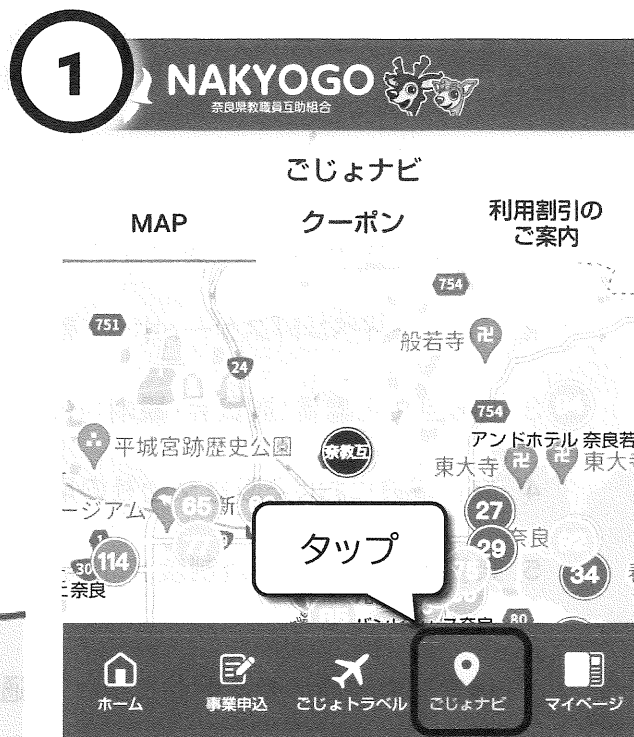 1
NAKYOGO
奈良県教職員互助組合
ごじょナビ
MAP
クーポン
利用割引の
ご案内
754
751
般若寺
24
754
平城宮跡歴史公園
奈教互
アンドホテル 奈良若
東大寺
東大寺
ージアム
65
新
27
タップ
29
奈良
1
30
114
34
ニ奈良
80
ホーム
事業申込
ごじょトラベル
ごじょナビ
マイページ